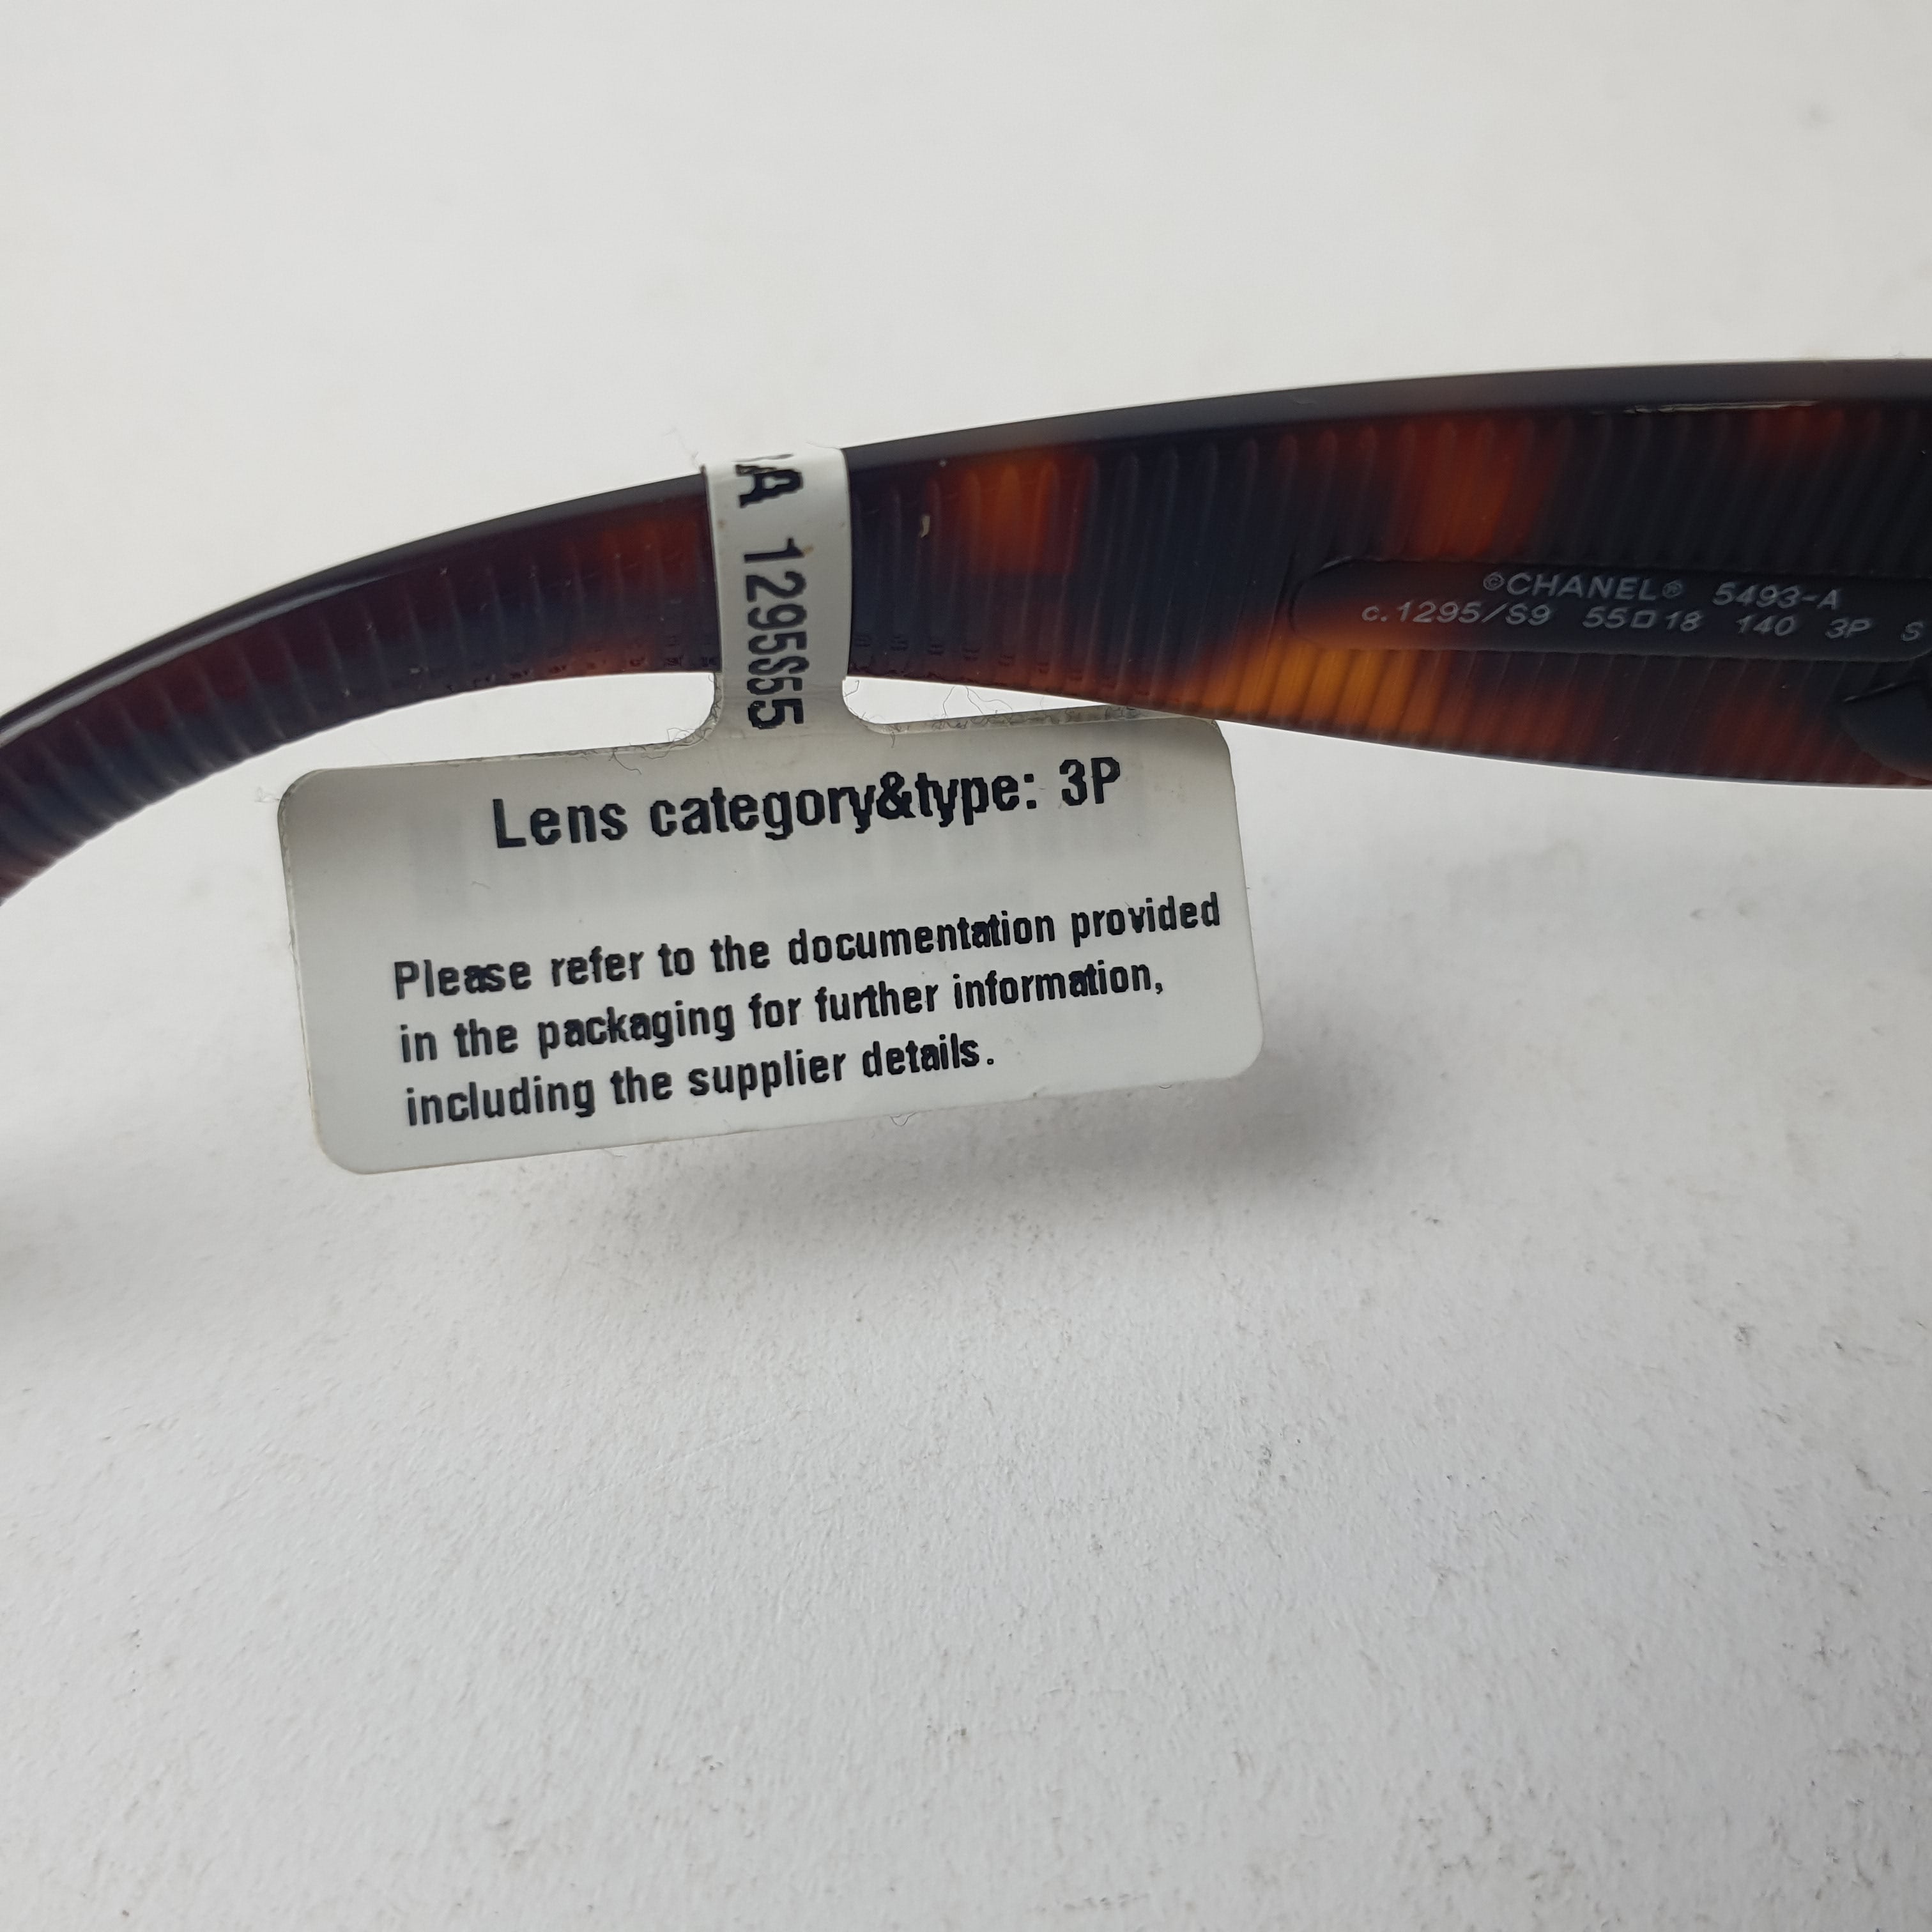 A 1295S955
©CHANEL® 5493-A
c.1295/S9 55□18 140 3P S
Lens category&type: 3P
Please refer to the documentation provided
in the packaging for further information,
including the supplier details.